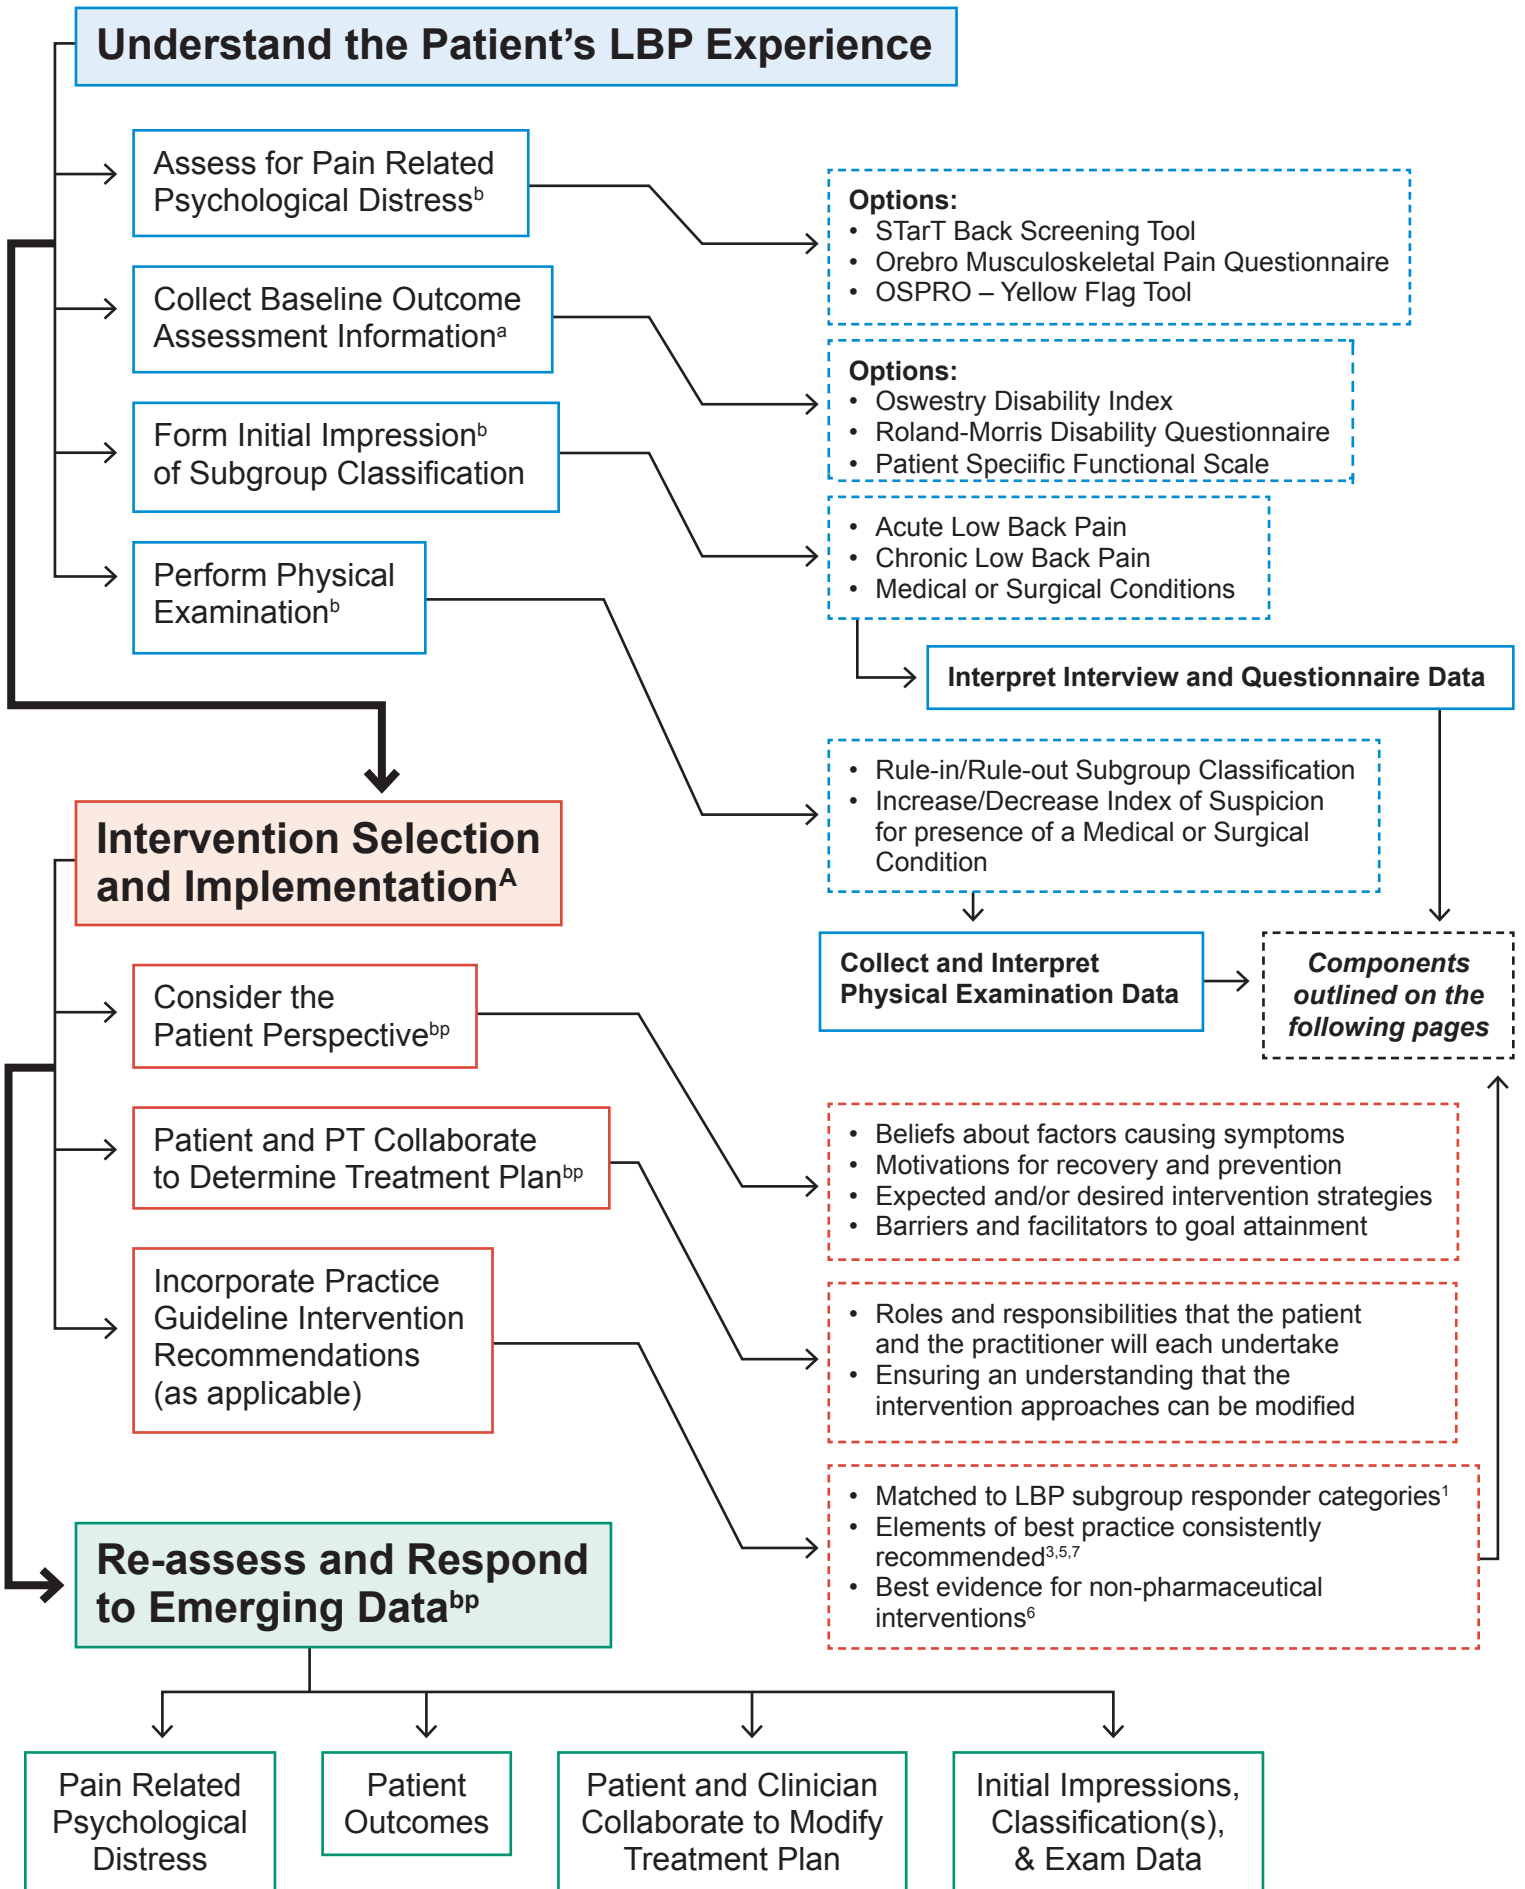 Understand the Patient’s LBP Experience
Assess for Pain Related
Psychological Distressᵇ
Options:
• STarT Back Screening Tool
• Orebro Musculoskeletal Pain Questionnaire
• OSPRO – Yellow Flag Tool
Collect Baseline Outcome
Assessment Informationᵃ
Options:
• Oswestry Disability Index
• Roland-Morris Disability Questionnaire
• Patient Speciific Functional Scale
Form Initial Impressionᵇ
of Subgroup Classification
• Acute Low Back Pain
• Chronic Low Back Pain
• Medical or Surgical Conditions
Perform Physical
Examinationᵇ
Interpret Interview and Questionnaire Data
• Rule-in/Rule-out Subgroup Classification
• Increase/Decrease Index of Suspicion
for presence of a Medical or Surgical
Condition
Collect and Interpret
Physical Examination Data
Components
outlined on the
following pages
Intervention Selection
and Implementationᴬ
Consider the
Patient Perspectiveᵇᵖ
• Beliefs about factors causing symptoms
• Motivations for recovery and prevention
• Expected and/or desired intervention strategies
• Barriers and facilitators to goal attainment
Patient and PT Collaborate
to Determine Treatment Planᵇᵖ
• Roles and responsibilities that the patient
and the practitioner will each undertake
• Ensuring an understanding that the
intervention approaches can be modified
Incorporate Practice
Guideline Intervention
Recommendations
(as applicable)
• Matched to LBP subgroup responder categories¹
• Elements of best practice consistently
recommended³,⁵,⁷
• Best evidence for non-pharmaceutical
interventions⁶
Re-assess and Respond
to Emerging Dataᵇᵖ
Pain Related
Psychological
Distress
Patient
Outcomes
Patient and Clinician
Collaborate to Modify
Treatment Plan
Initial Impressions,
Classification(s),
& Exam Data